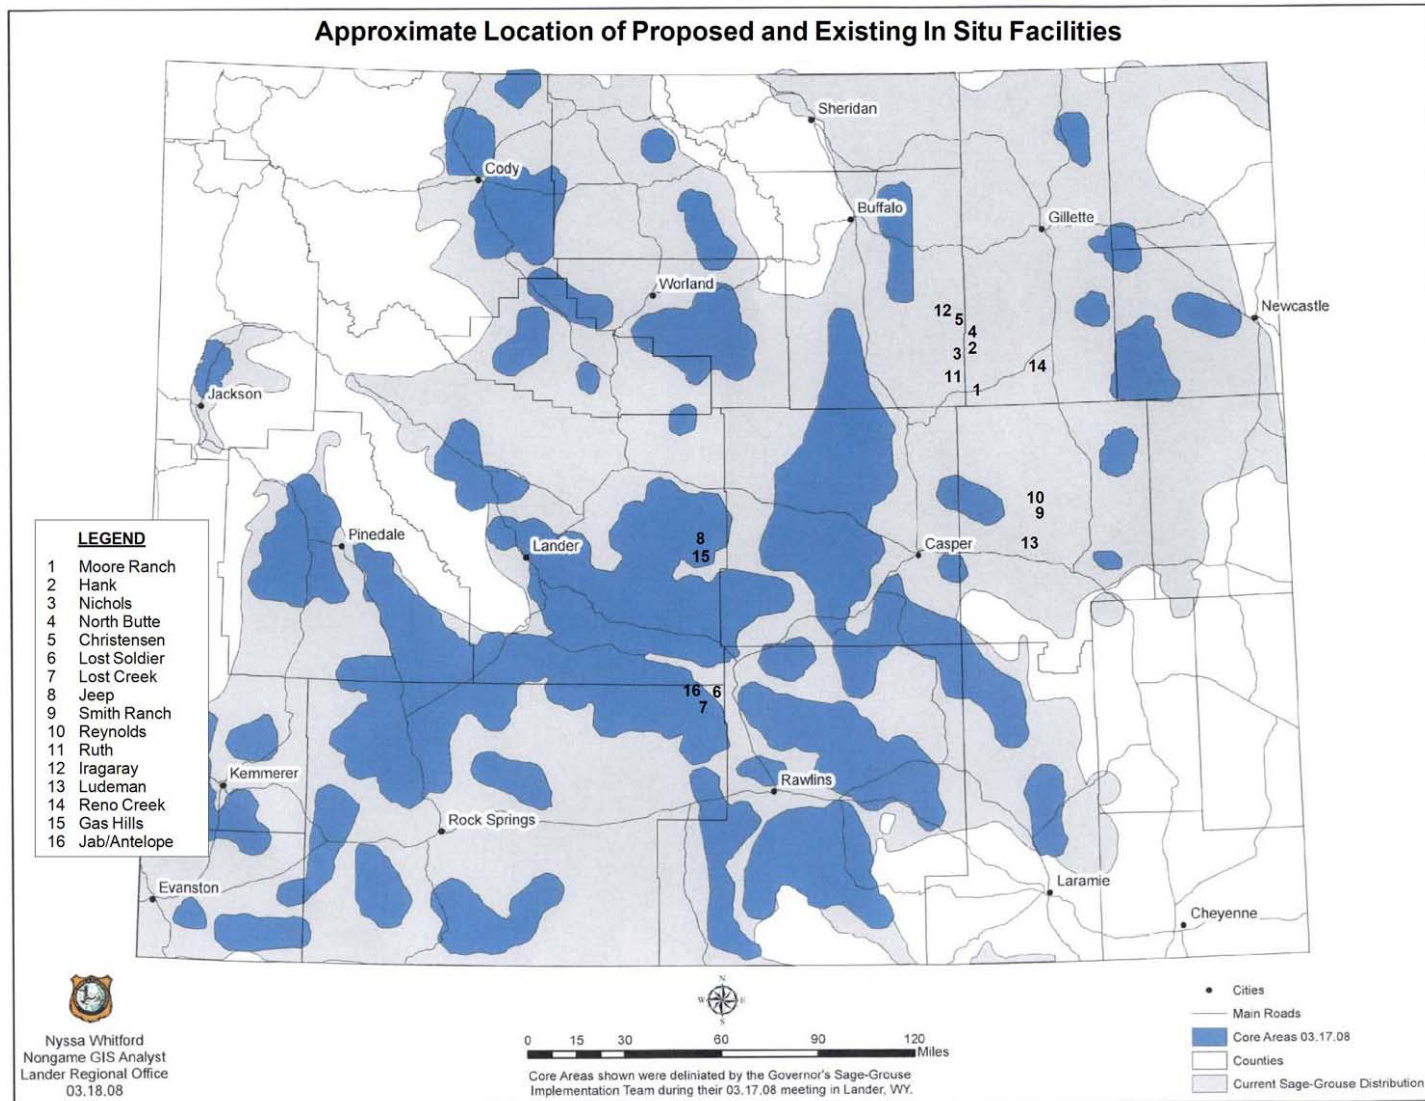 Approximate Location of Proposed and Existing In Situ Facilities
Sheridan
Cody
Buffalo
Gillette
Worland
Newcastle
12
5
4
3
2
14
11
1
Jackson
10
9
Pinedale
Lander
8
15
Casper
13
16
6
7
Kemmerer
Rawlins
Rock Springs
Evanston
Laramie
Cheyenne
LEGEND
1 Moore Ranch
2 Hank
3 Nichols
4 North Butte
5 Christensen
6 Lost Soldier
7 Lost Creek
8 Jeep
9 Smith Ranch
10 Reynolds
11 Ruth
12 Iragaray
13 Ludeman
14 Reno Creek
15 Gas Hills
16 Jab/Antelope
Nyssa Whitford
Nongame GIS Analyst
Lander Regional Office
03.18.08
N
W E
S
0 15 30 60 90 120
Miles
Core Areas shown were deliniated by the Governor's Sage-Grouse
Implementation Team during their 03.17.08 meeting in Lander, WY.
Cities
Main Roads
Core Areas 03.17.08
Counties
Current Sage-Grouse Distribution